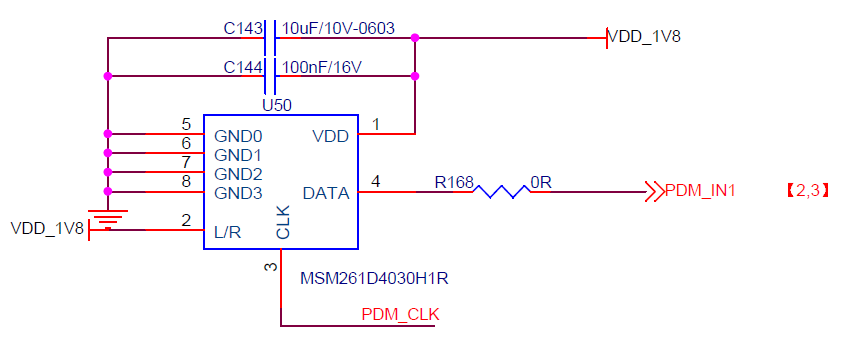 C143 10uF/10V-0603
VDD_1V8
C144 100nF/16V
U50
5 GND0 VDD 1
6 GND1
7 GND2
8 GND3 DATA 4 R168 0R PDM_IN1 【2,3】
VDD_1V8 2 L/R CLK
3
MSM261D4030H1R
PDM_CLK